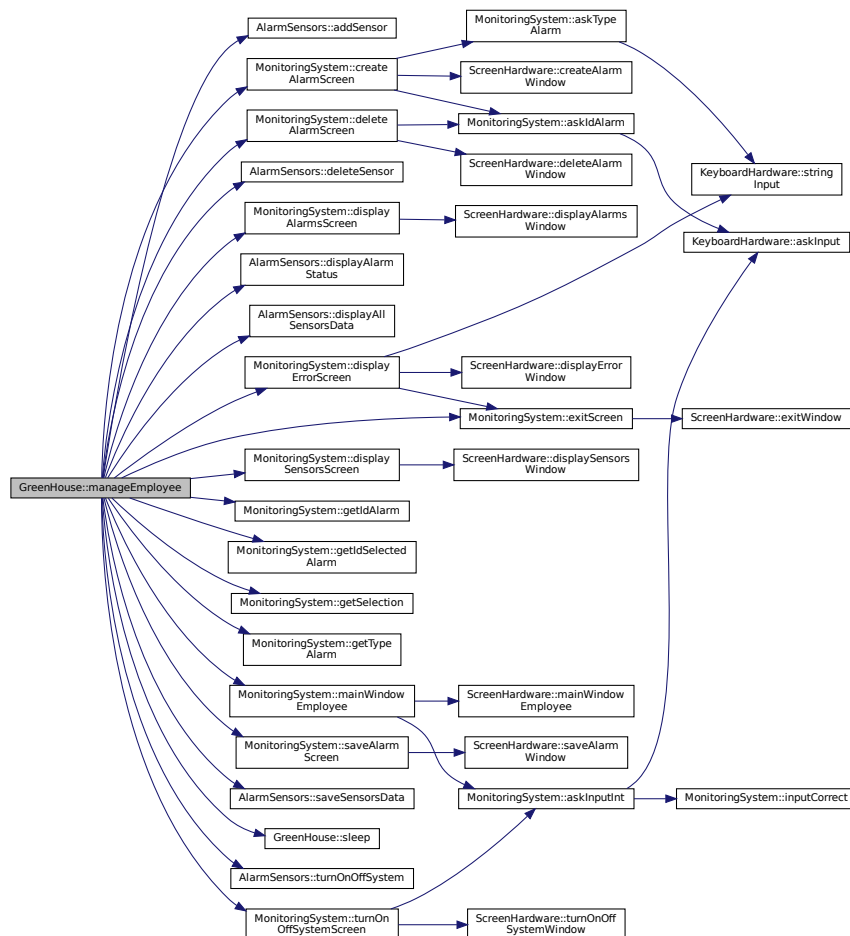 GreenHouse::manageEmployee
AlarmSensors::addSensor
MonitoringSystem::create
AlarmScreen
MonitoringSystem::delete
AlarmScreen
AlarmSensors::deleteSensor
MonitoringSystem::display
AlarmsScreen
AlarmSensors::displayAlarm
Status
AlarmSensors::displayAll
SensorsData
MonitoringSystem::display
ErrorScreen
MonitoringSystem::display
SensorsScreen
MonitoringSystem::getIdAlarm
MonitoringSystem::getIdSelected
Alarm
MonitoringSystem::getSelection
MonitoringSystem::getType
Alarm
MonitoringSystem::mainWindow
Employee
MonitoringSystem::saveAlarm
Screen
AlarmSensors::saveSensorsData
GreenHouse::sleep
AlarmSensors::turnOnOffSystem
MonitoringSystem::turnOn
OffSystemScreen
MonitoringSystem::askType
Alarm
ScreenHardware::createAlarm
Window
MonitoringSystem::askIdAlarm
ScreenHardware::deleteAlarm
Window
ScreenHardware::displayAlarms
Window
ScreenHardware::displayError
Window
MonitoringSystem::exitScreen
ScreenHardware::displaySensors
Window
ScreenHardware::mainWindow
Employee
ScreenHardware::saveAlarm
Window
MonitoringSystem::askInputInt
ScreenHardware::turnOnOff
SystemWindow
KeyboardHardware::string
Input
KeyboardHardware::askInput
ScreenHardware::exitWindow
MonitoringSystem::inputCorrect